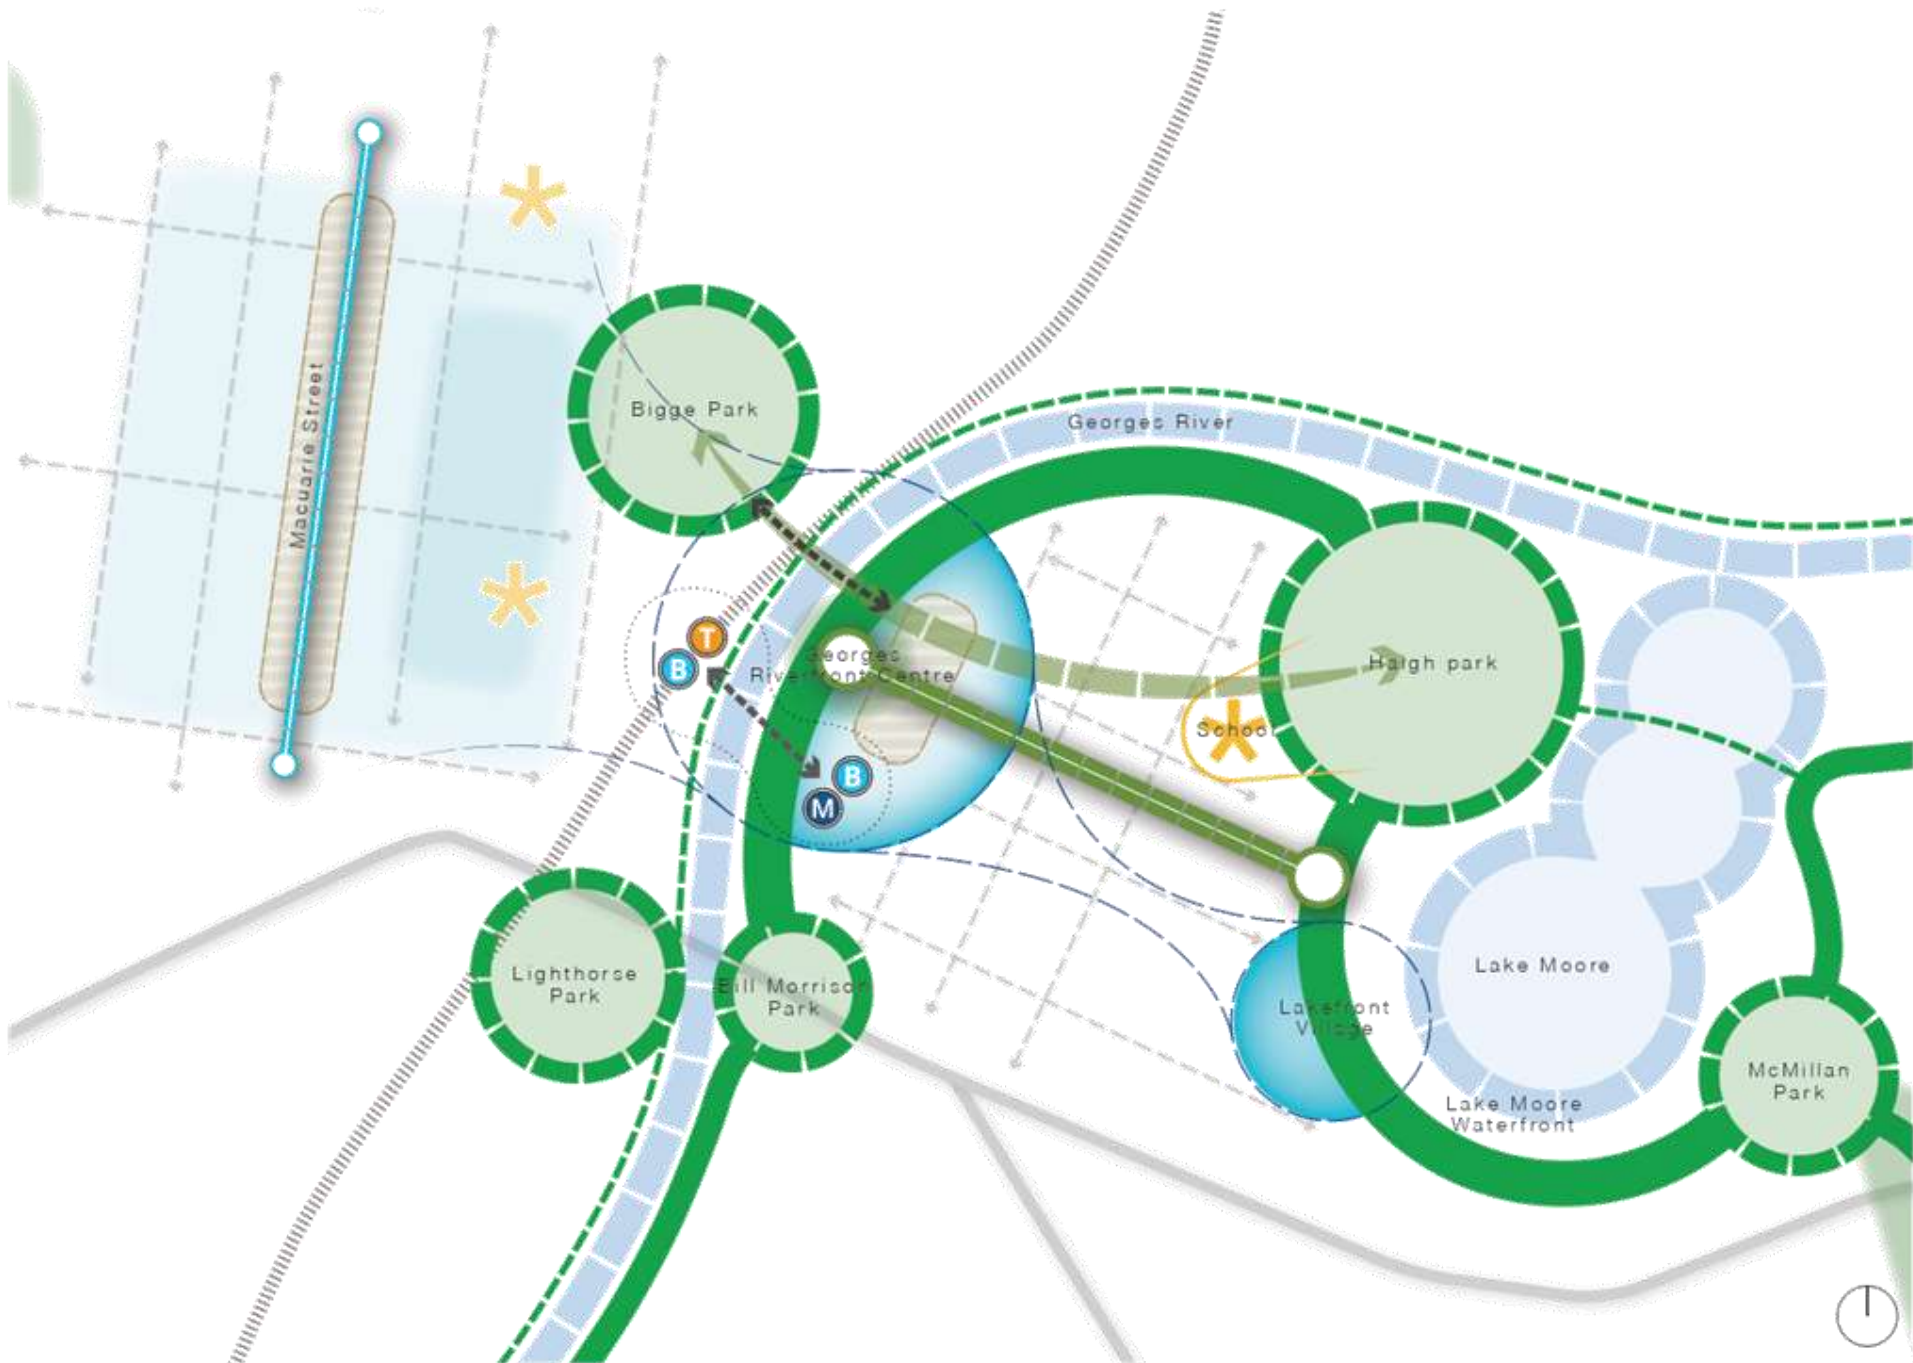 Macuarie Street
Bigge Park
Georges River
T
B
Georges
Riverfront Centre
Haigh park
School
B
M
Lighthorse
Park
Bill Morrison
Park
Lake Moore
Lakefront
Village
McMillan
Park
Lake Moore
Waterfront